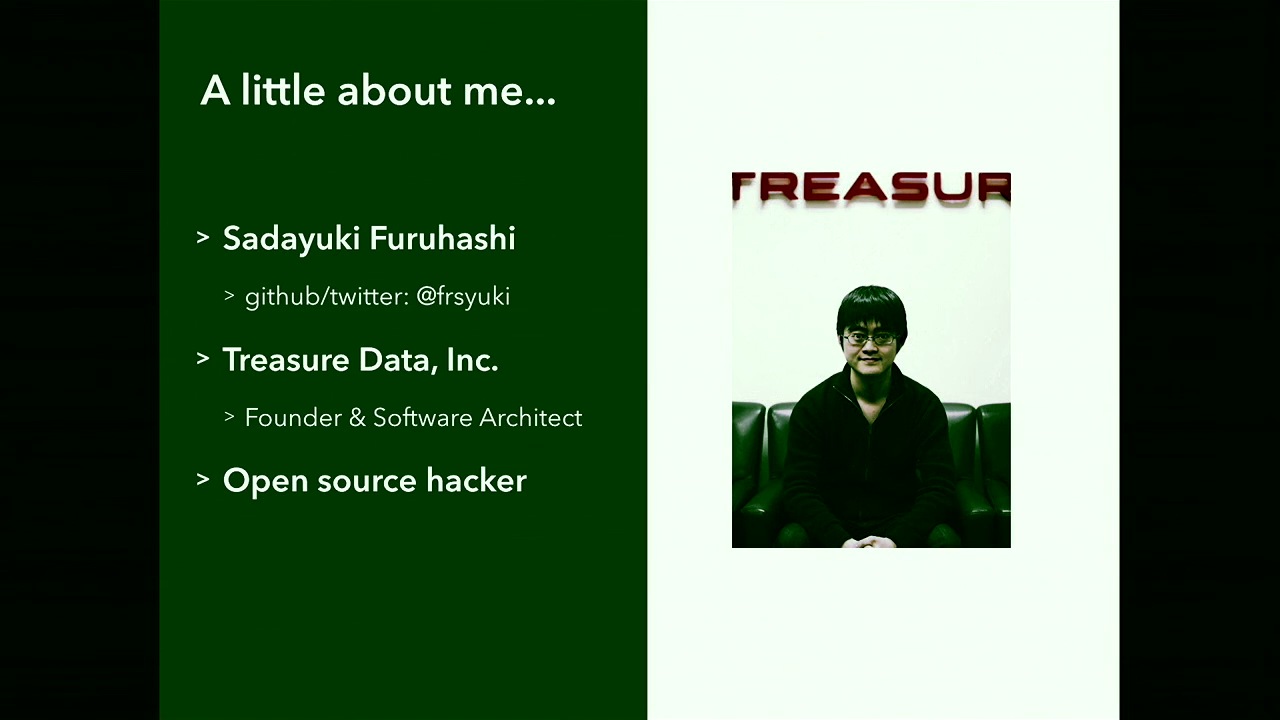 A little about me...
> Sadayuki Furuhashi
> github/twitter: @frsyuki
> Treasure Data, Inc.
> Founder & Software Architect
> Open source hacker
TREASUR